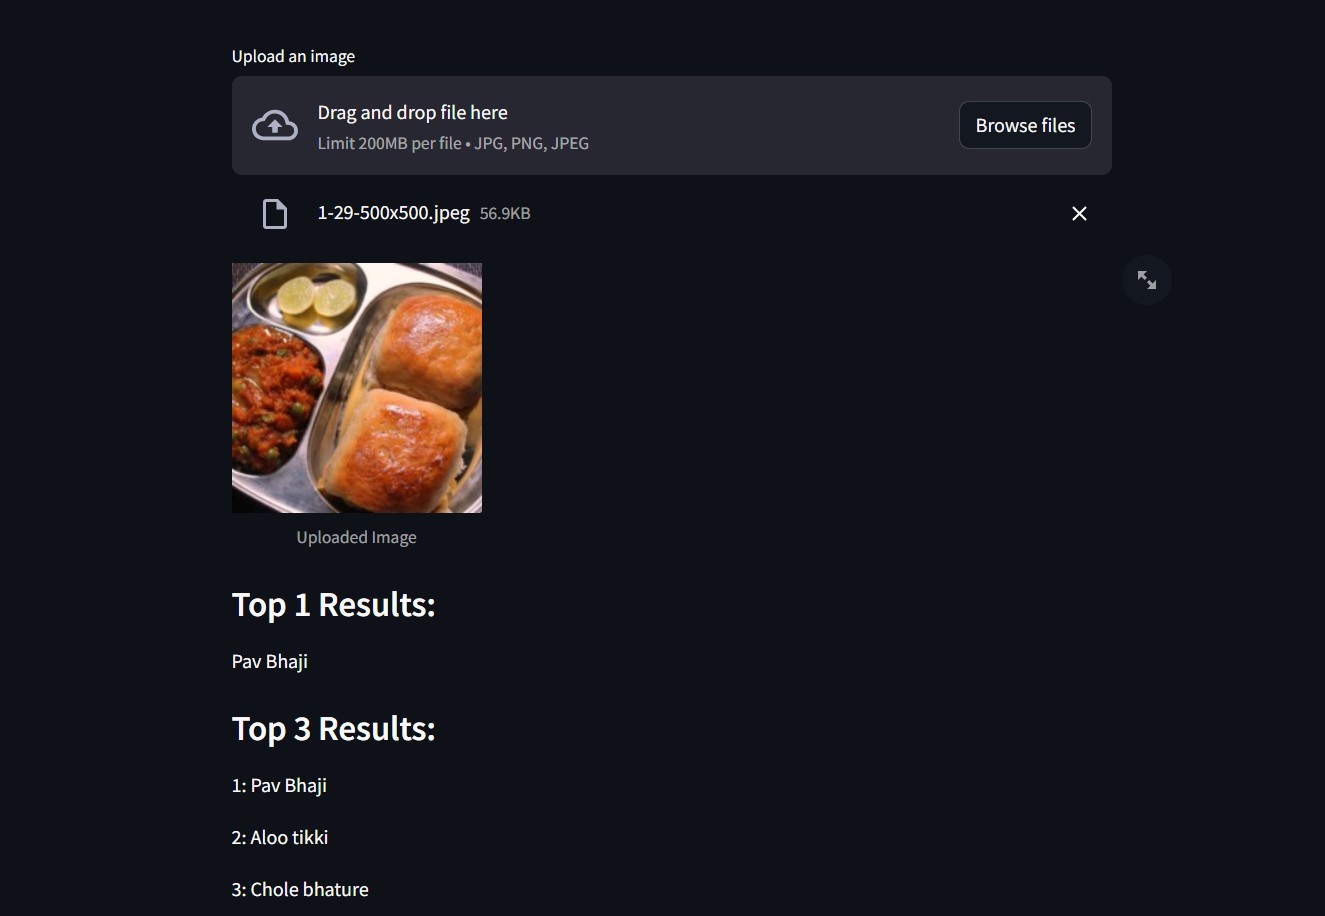 Upload an image
Drag and drop file here
Limit 200MB per file • JPG, PNG, JPEG
Browse files
1-29-500x500.jpeg 56.9KB
Uploaded Image
Top 1 Results:
Pav Bhaji
Top 3 Results:
1: Pav Bhaji
2: Aloo tikki
3: Chole bhature